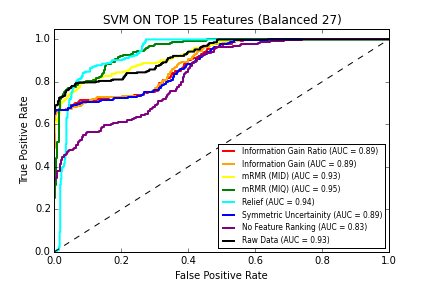 SVM ON TOP 15 Features (Balanced 27)
1.0
0.8
0.6
0.4
0.2
0.0
True Positive Rate
Information Gain Ratio (AUC = 0.89)
Information Gain (AUC = 0.89)
mRMR (MID) (AUC = 0.93)
mRMR (MIQ) (AUC = 0.95)
Relief (AUC = 0.94)
Symmetric Uncertainity (AUC = 0.89)
No Feature Ranking (AUC = 0.83)
Raw Data (AUC = 0.93)
0.0 0.2 0.4 0.6 0.8 1.0
False Positive Rate